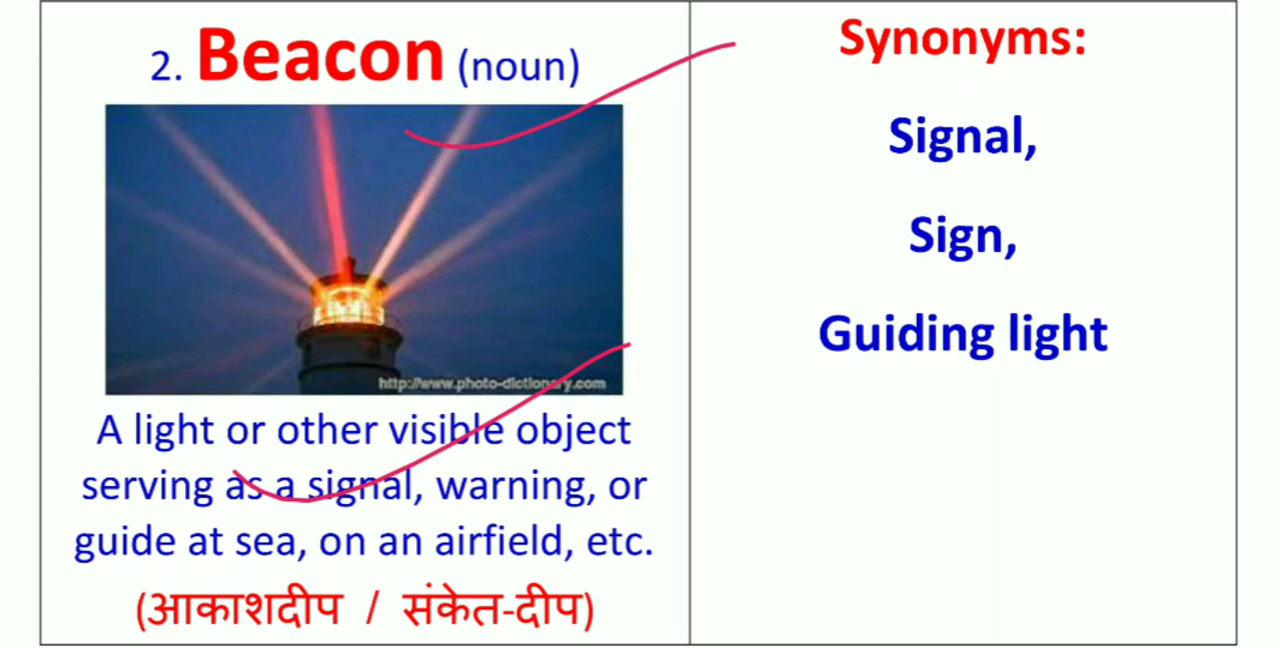 2. Beacon (noun)
http://www.photo-dictionary.com
A light or other visible object
serving as a signal, warning, or
guide at sea, on an airfield, etc.
(आकाशदीप / संकेत-दीप)
Synonyms:
Signal,
Sign,
Guiding light